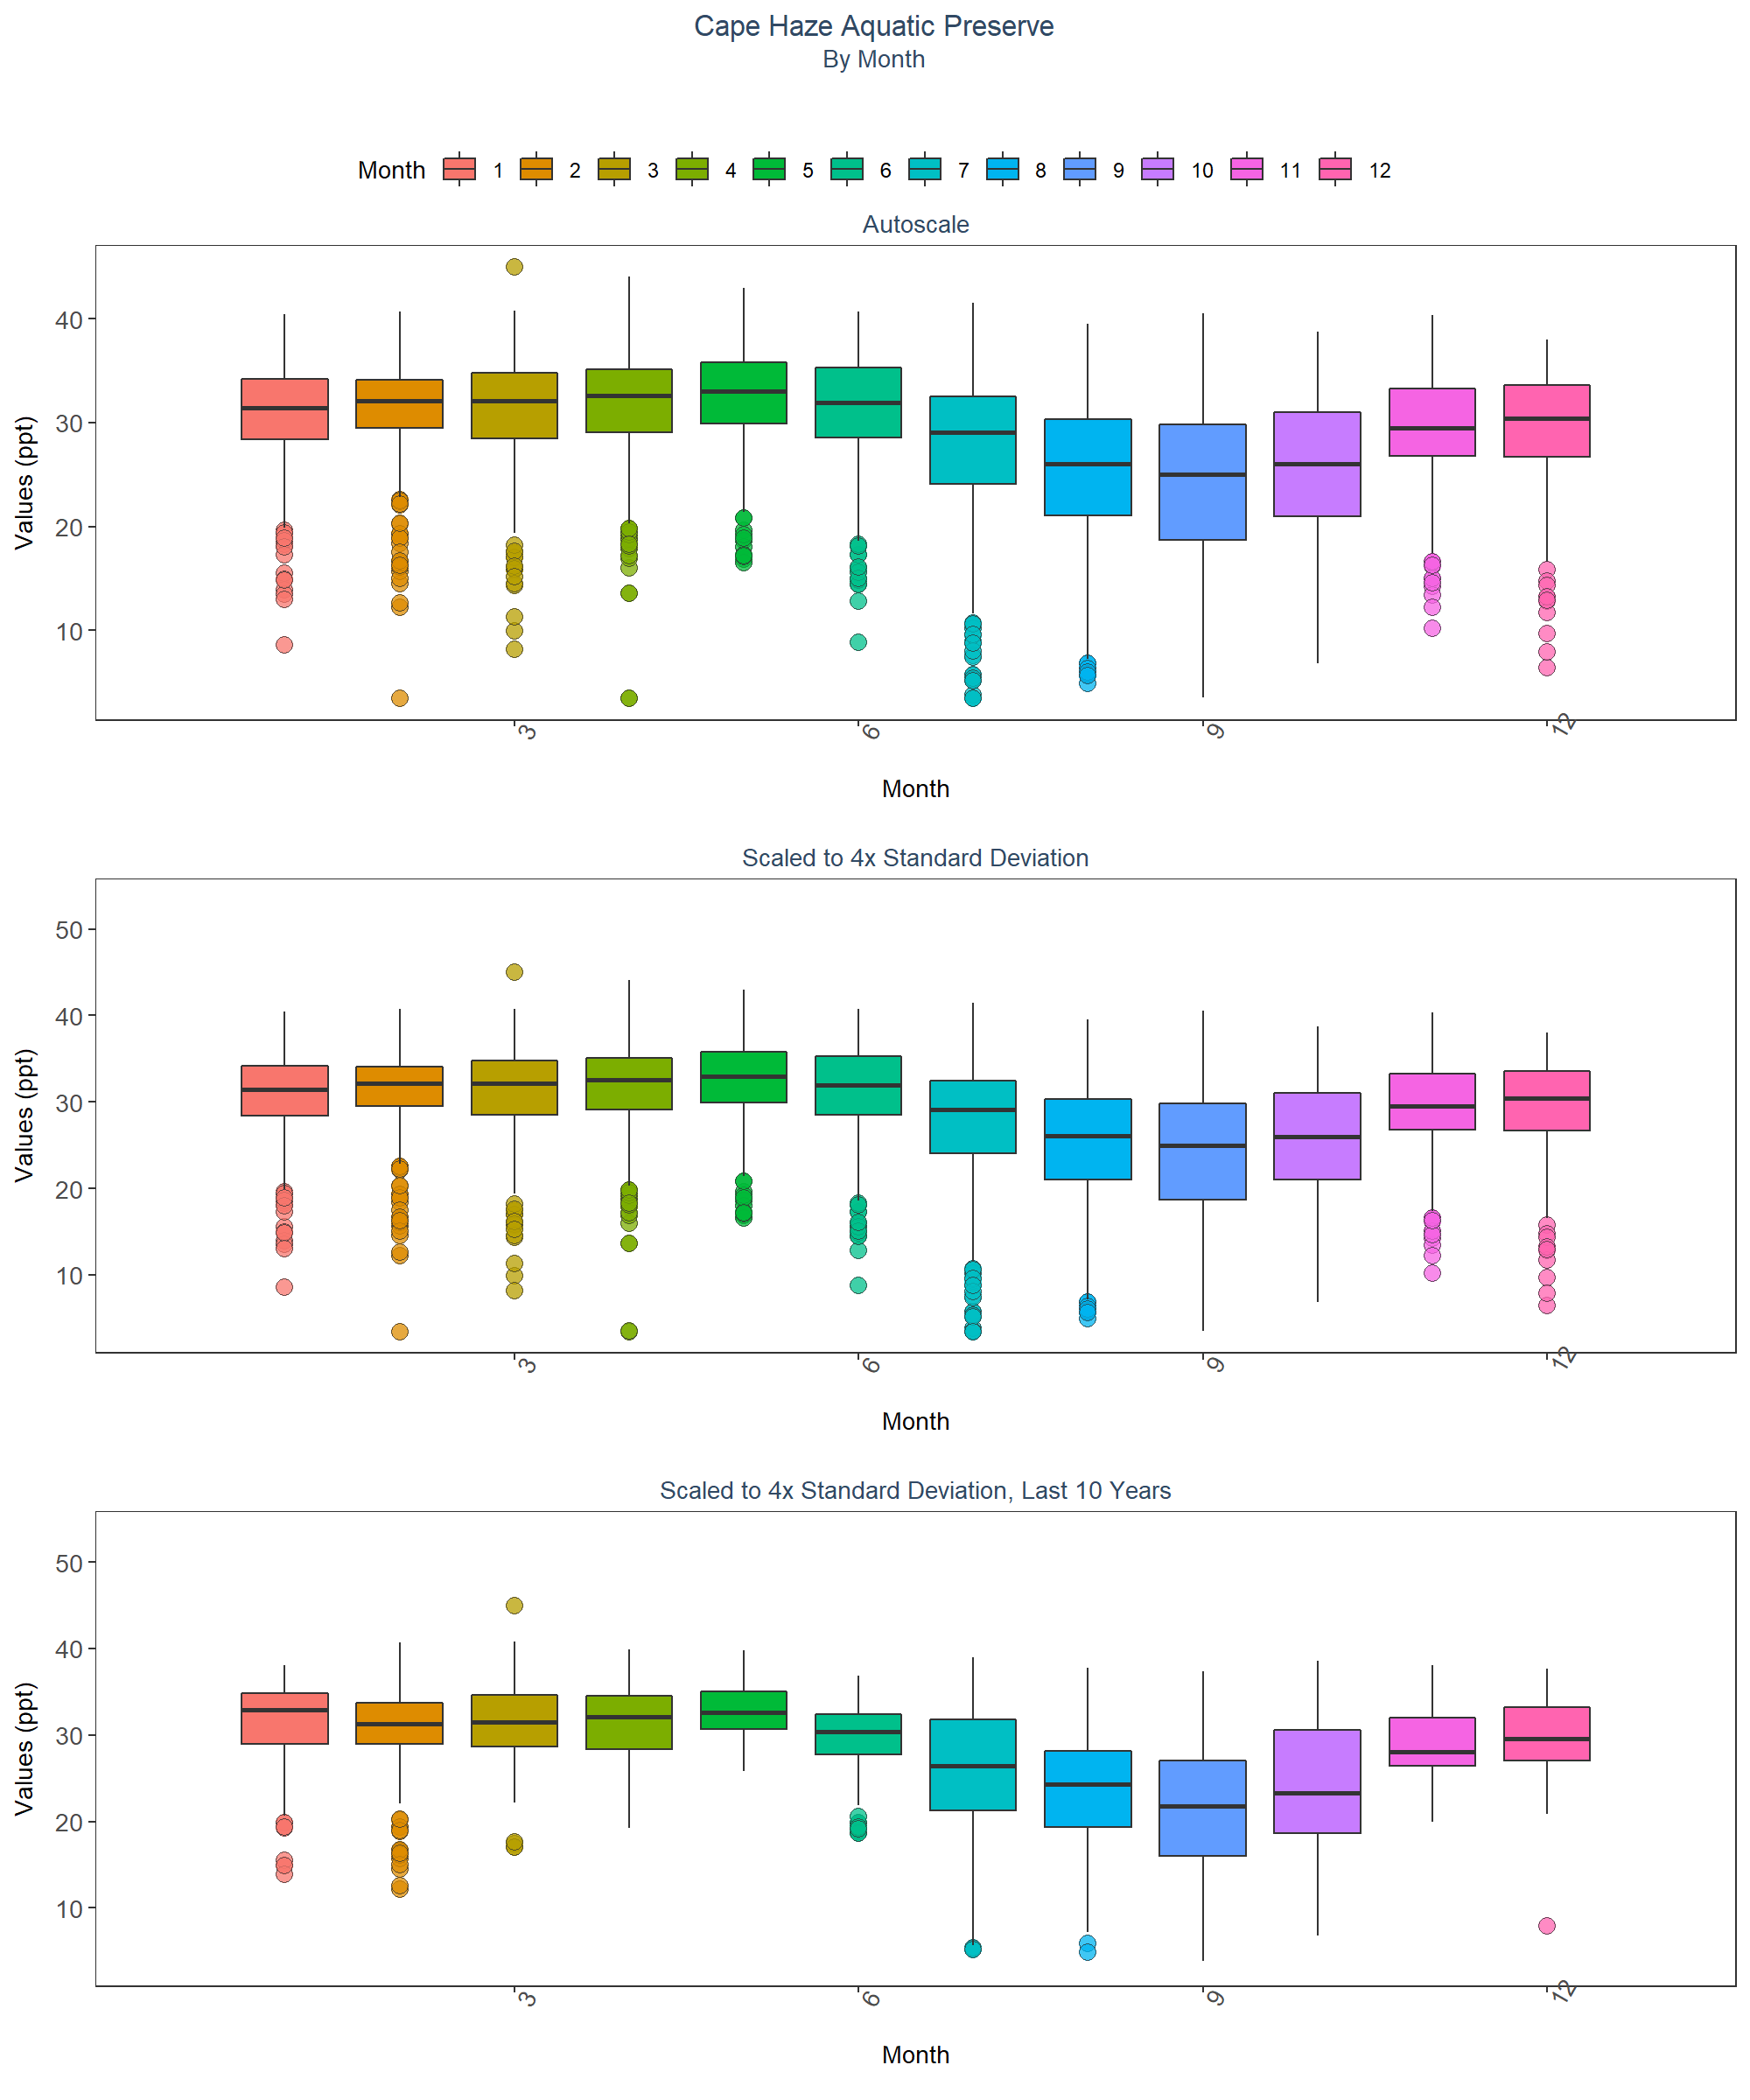 Cape Haze Aquatic Preserve
By Month
Month 1 2 3 4 5 6 7 8 9 10 11 12
Autoscale
Values (ppt)
40
30
20
10
3 6 9 12
Month
Scaled to 4x Standard Deviation
Values (ppt)
50
40
30
20
10
3 6 9 12
Month
Scaled to 4x Standard Deviation, Last 10 Years
Values (ppt)
50
40
30
20
10
3 6 9 12
Month